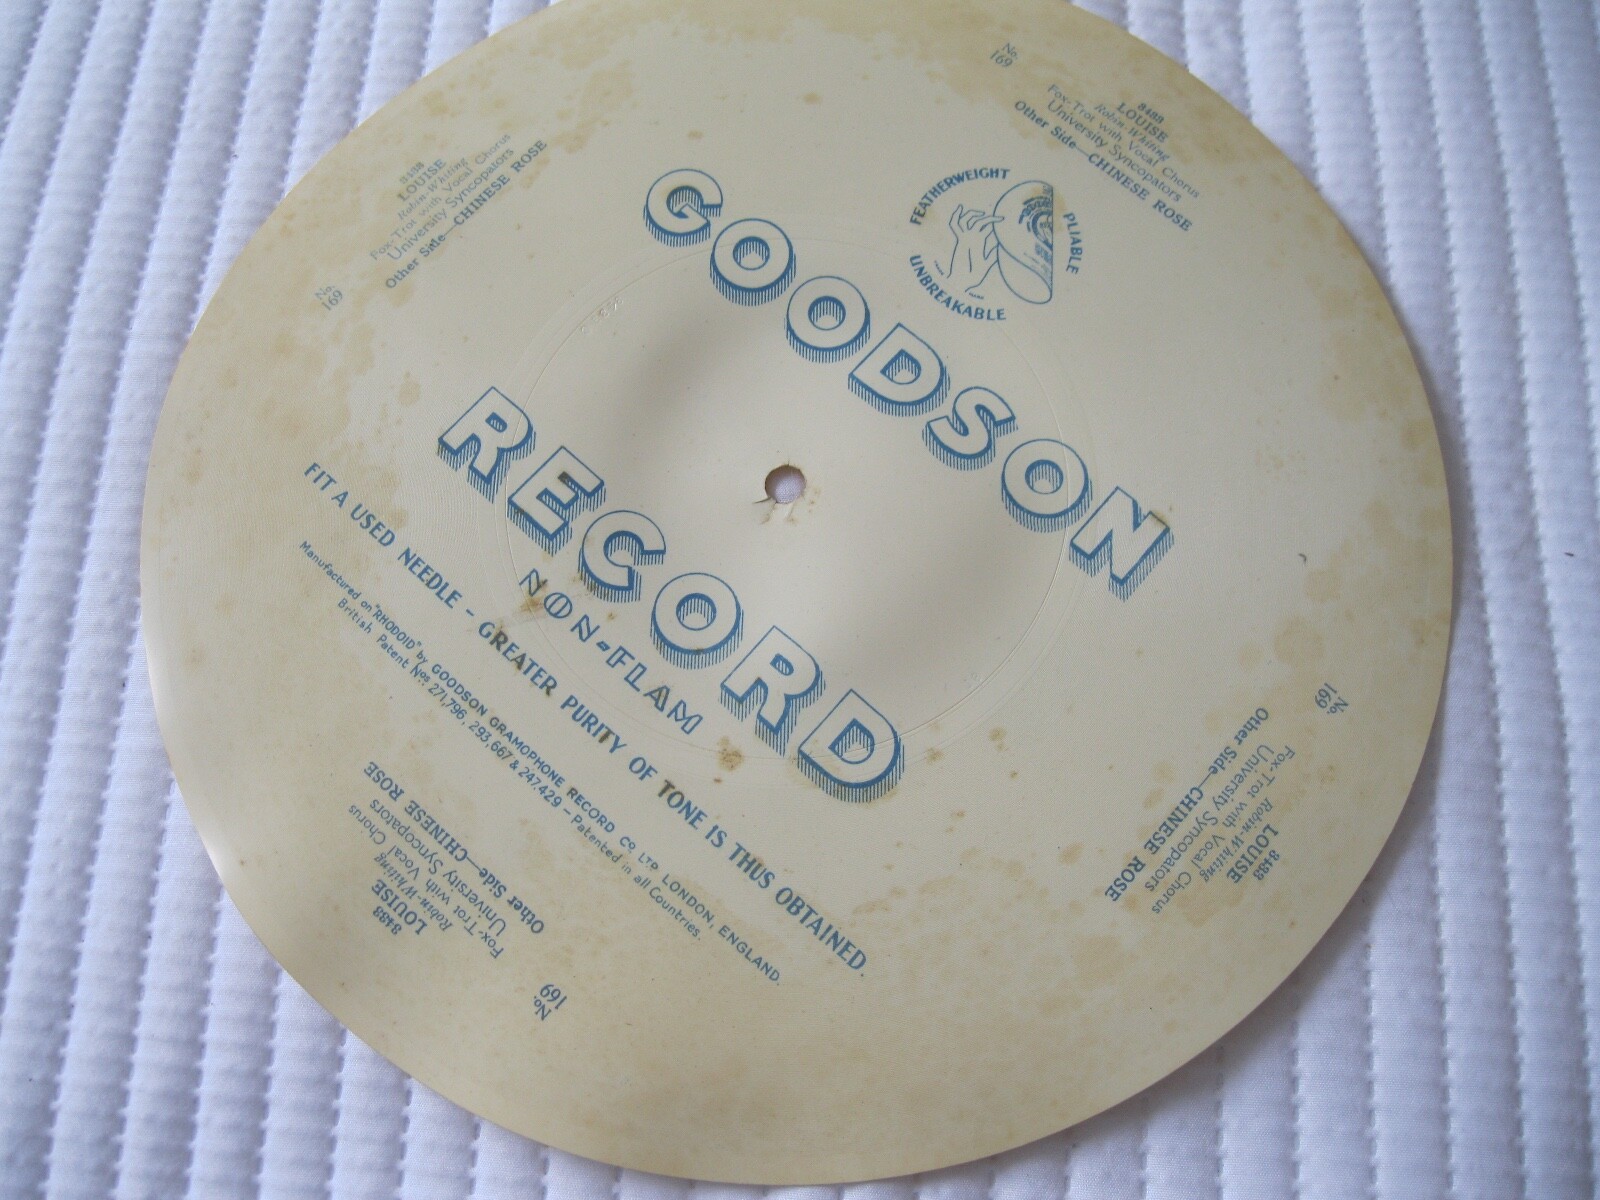 No.
169
8488
LOUISE
Robin-Whiting
Fox-Trot with Vocal Chorus
University Syncopators
Other Side—CHINESE ROSE
No.
169
8488
LOUISE
Robin-Whiting
Fox-Trot with Vocal Chorus
University Syncopators
Other Side—CHINESE ROSE
FEATHERWEIGHT
PLIABLE
UNBREAKABLE
GOODSON
RECORD
NON-FLAM
FIT A USED NEEDLE - GREATER PURITY OF TONE IS THUS OBTAINED.
Manufactured on "RHODOID" by GOODSON GRAMOPHONE RECORD CO. LTD LONDON, ENGLAND.
British Patent Nos. 271,796, 293,667 & 247,429 - Patented in all Countries.
No.
169
8488
LOUISE
Robin-Whiting
Fox-Trot with Vocal Chorus
University Syncopators
Other Side—CHINESE ROSE
No.
169
8488
LOUISE
Robin-Whiting
Fox-Trot with Vocal Chorus
University Syncopators
Other Side—CHINESE ROSE